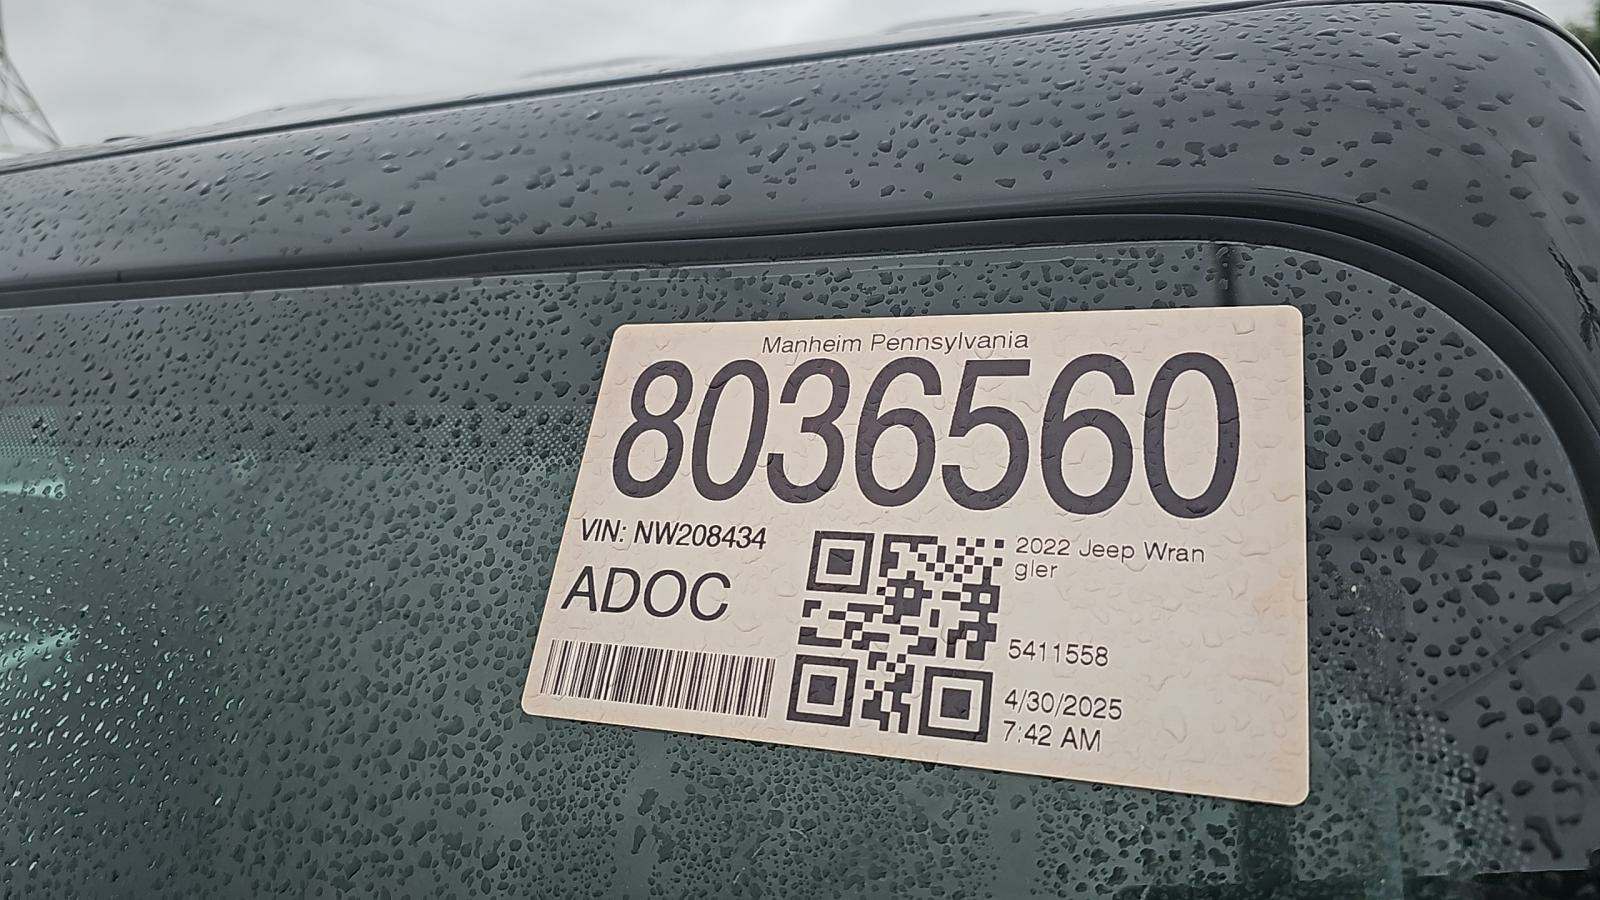 Manheim Pennsylvania
8036560
VIN: NW208434
ADOC
2022 Jeep Wran
gler
5411558
4/30/2025
7:42 AM